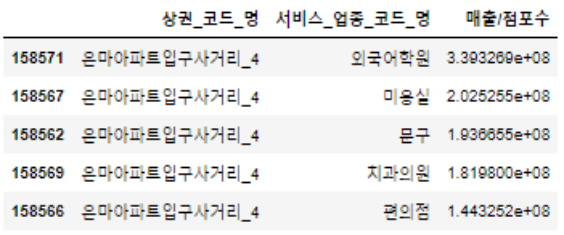 상권_코드_명 서비스_업종_코드_명 매출/점포수
158571 은마아파트입구사거리_4 외국어학원 3.393269e+08
158567 은마아파트입구사거리_4 미용실 2.025255e+08
158562 은마아파트입구사거리_4 문구 1.936655e+08
158569 은마아파트입구사거리_4 치과의원 1.819800e+08
158566 은마아파트입구사거리_4 편의점 1.443252e+08